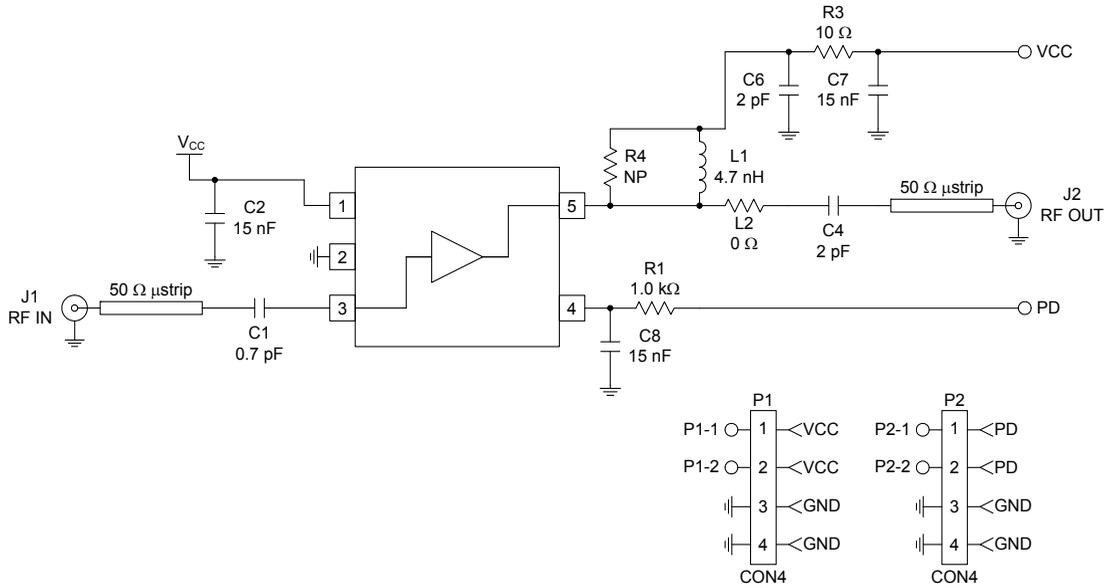 R3
10 Ω
VCC
C6
2 pF
C7
15 nF
V<sub>CC</sub>
R4
NP
L1
4.7 nH
C2
15 nF
1
5
50 Ω µstrip
J2
RF OUT
L2
0 Ω
C4
2 pF
2
R1
1.0 kΩ
J1
RF IN
50 Ω µstrip
3
4
PD
C1
0.7 pF
C8
15 nF
P1
P1-1 1 VCC
P1-2 2 VCC
3 GND
4 GND
CON4
P2
P2-1 1 PD
P2-2 2 PD
3 GND
4 GND
CON4